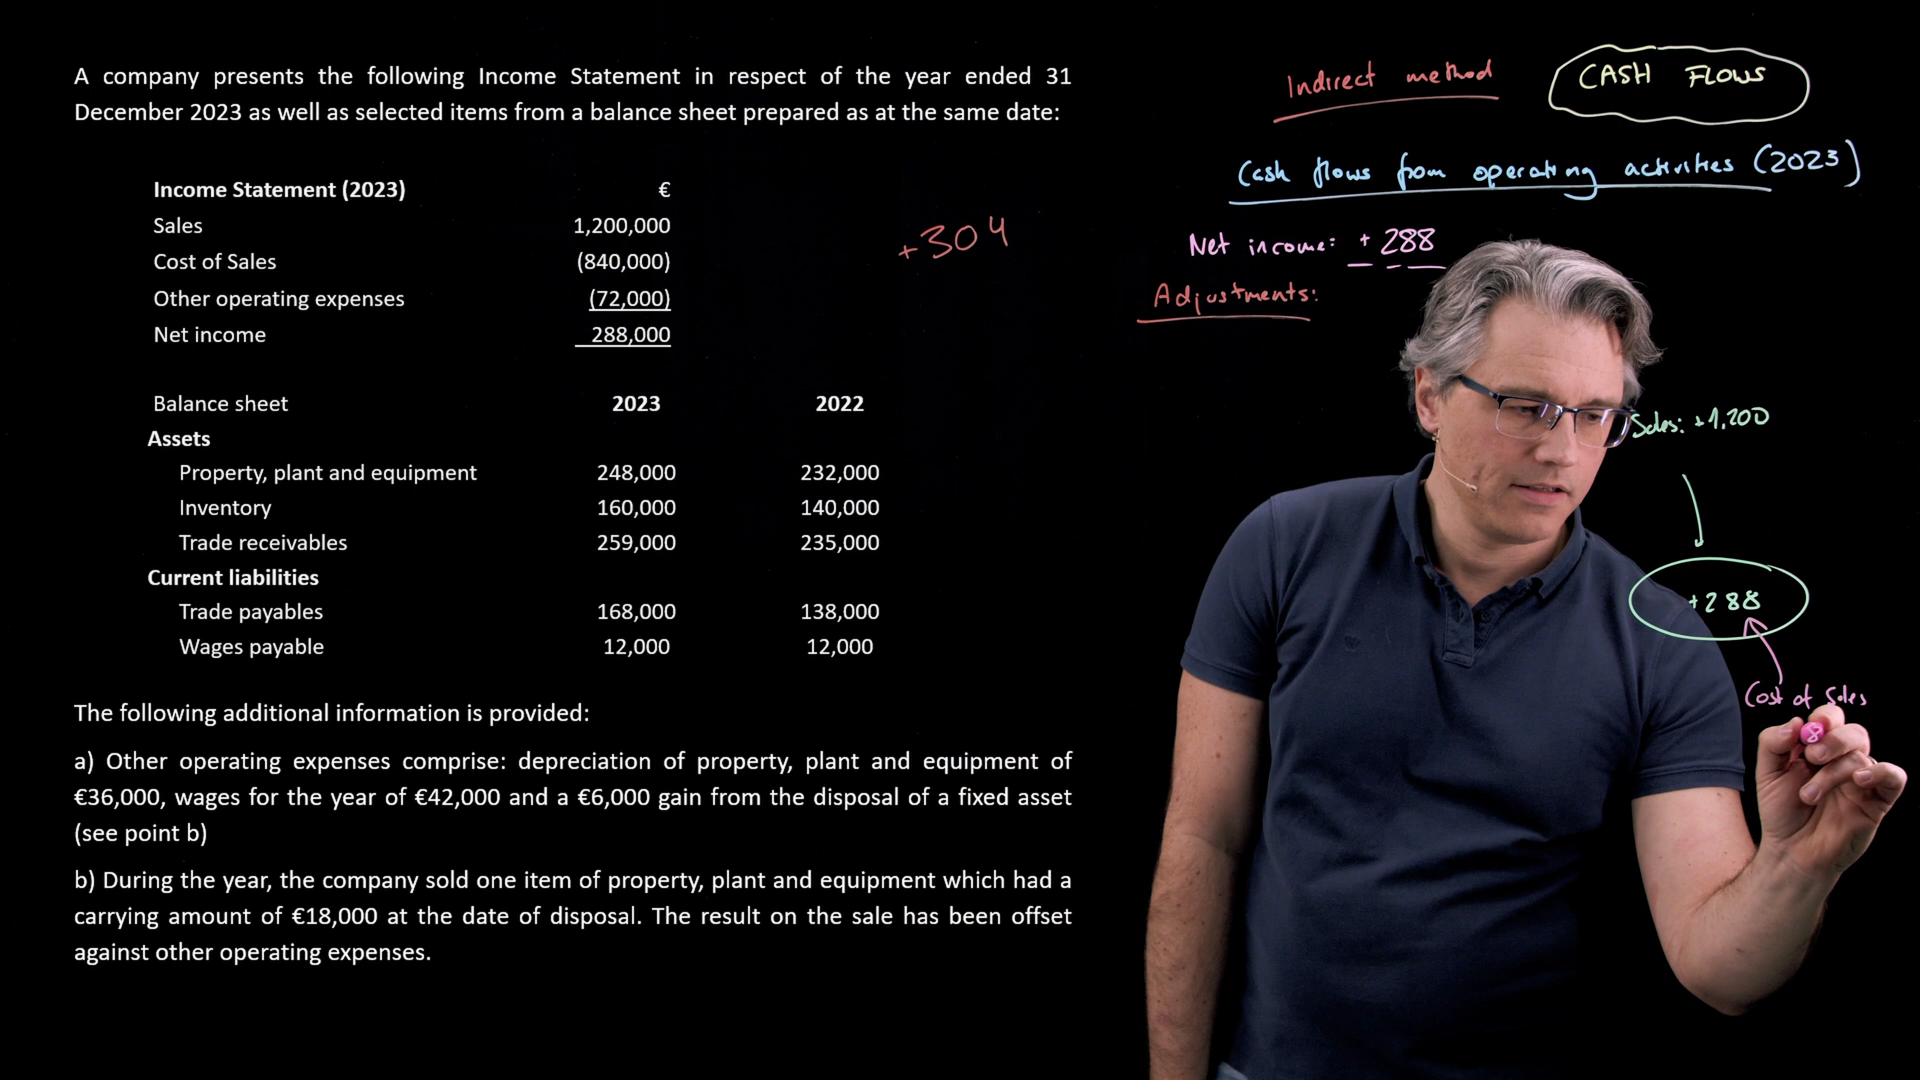 A company presents the following Income Statement in respect of the year ended 31
December 2023 as well as selected items from a balance sheet prepared as at the same date:
Income Statement (2023) €
Sales 1,200,000
Cost of Sales (840,000)
Other operating expenses (72,000)
Net income 288,000
Balance sheet 2023 2022
Assets
Property, plant and equipment 248,000 232,000
Inventory 160,000 140,000
Trade receivables 259,000 235,000
Current liabilities
Trade payables 168,000 138,000
Wages payable 12,000 12,000
The following additional information is provided:
a) Other operating expenses comprise: depreciation of property, plant and equipment of
€36,000, wages for the year of €42,000 and a €6,000 gain from the disposal of a fixed asset
(see point b)
b) During the year, the company sold one item of property, plant and equipment which had a
carrying amount of €18,000 at the date of disposal. The result on the sale has been offset
against other operating expenses.
+304
Indirect method
CASH FLOWS
Cash flows from operating activities (2023)
Net income: + 288
Adjustments:
Sales: +1,200
+288
Cost of Sales
8